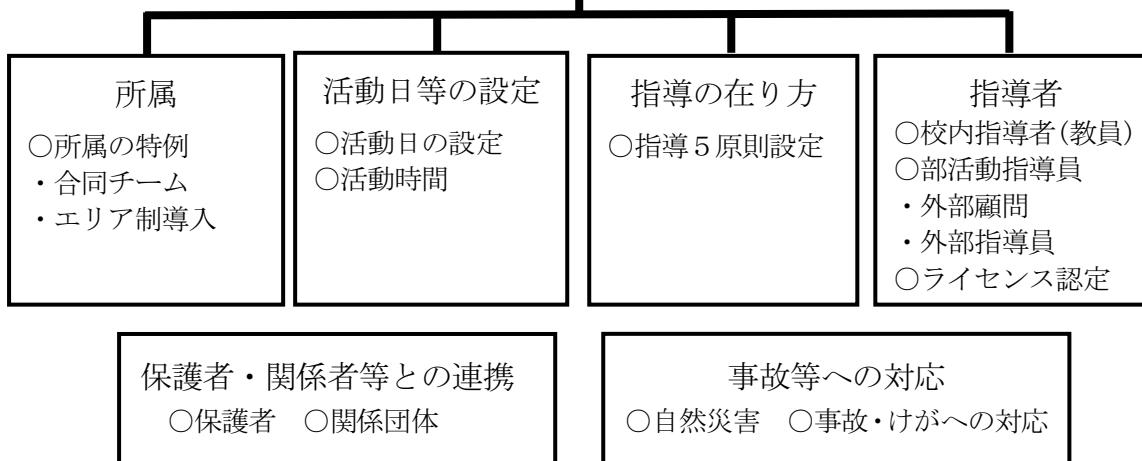 所属
○所属の特例
・合同チーム
・エリア制導入
活動日等の設定
○活動日の設定
○活動時間
指導の在り方
○指導５原則設定
指導者
○校内指導者(教員)
○部活動指導員
・外部顧問
・外部指導員
○ライセンス認定
保護者・関係者等との連携
○保護者　○関係団体
事故等への対応
○自然災害　○事故・けがへの対応